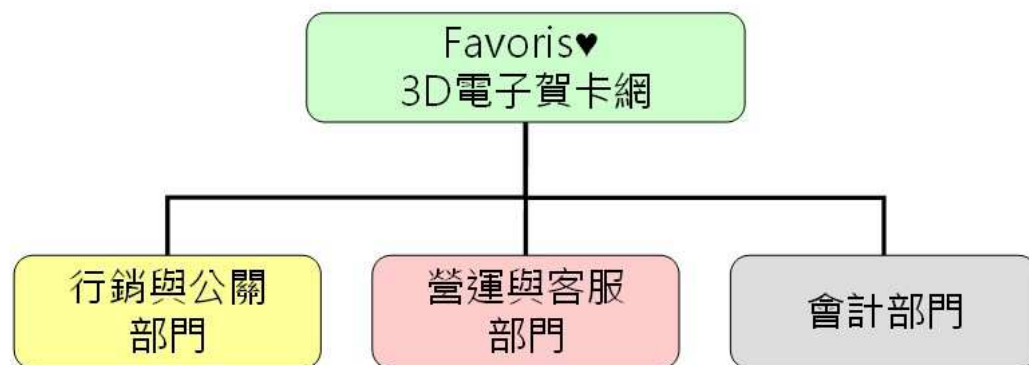 Favoris♥
3D電子賀卡網
行銷與公關
部門
營運與客服
部門
會計部門